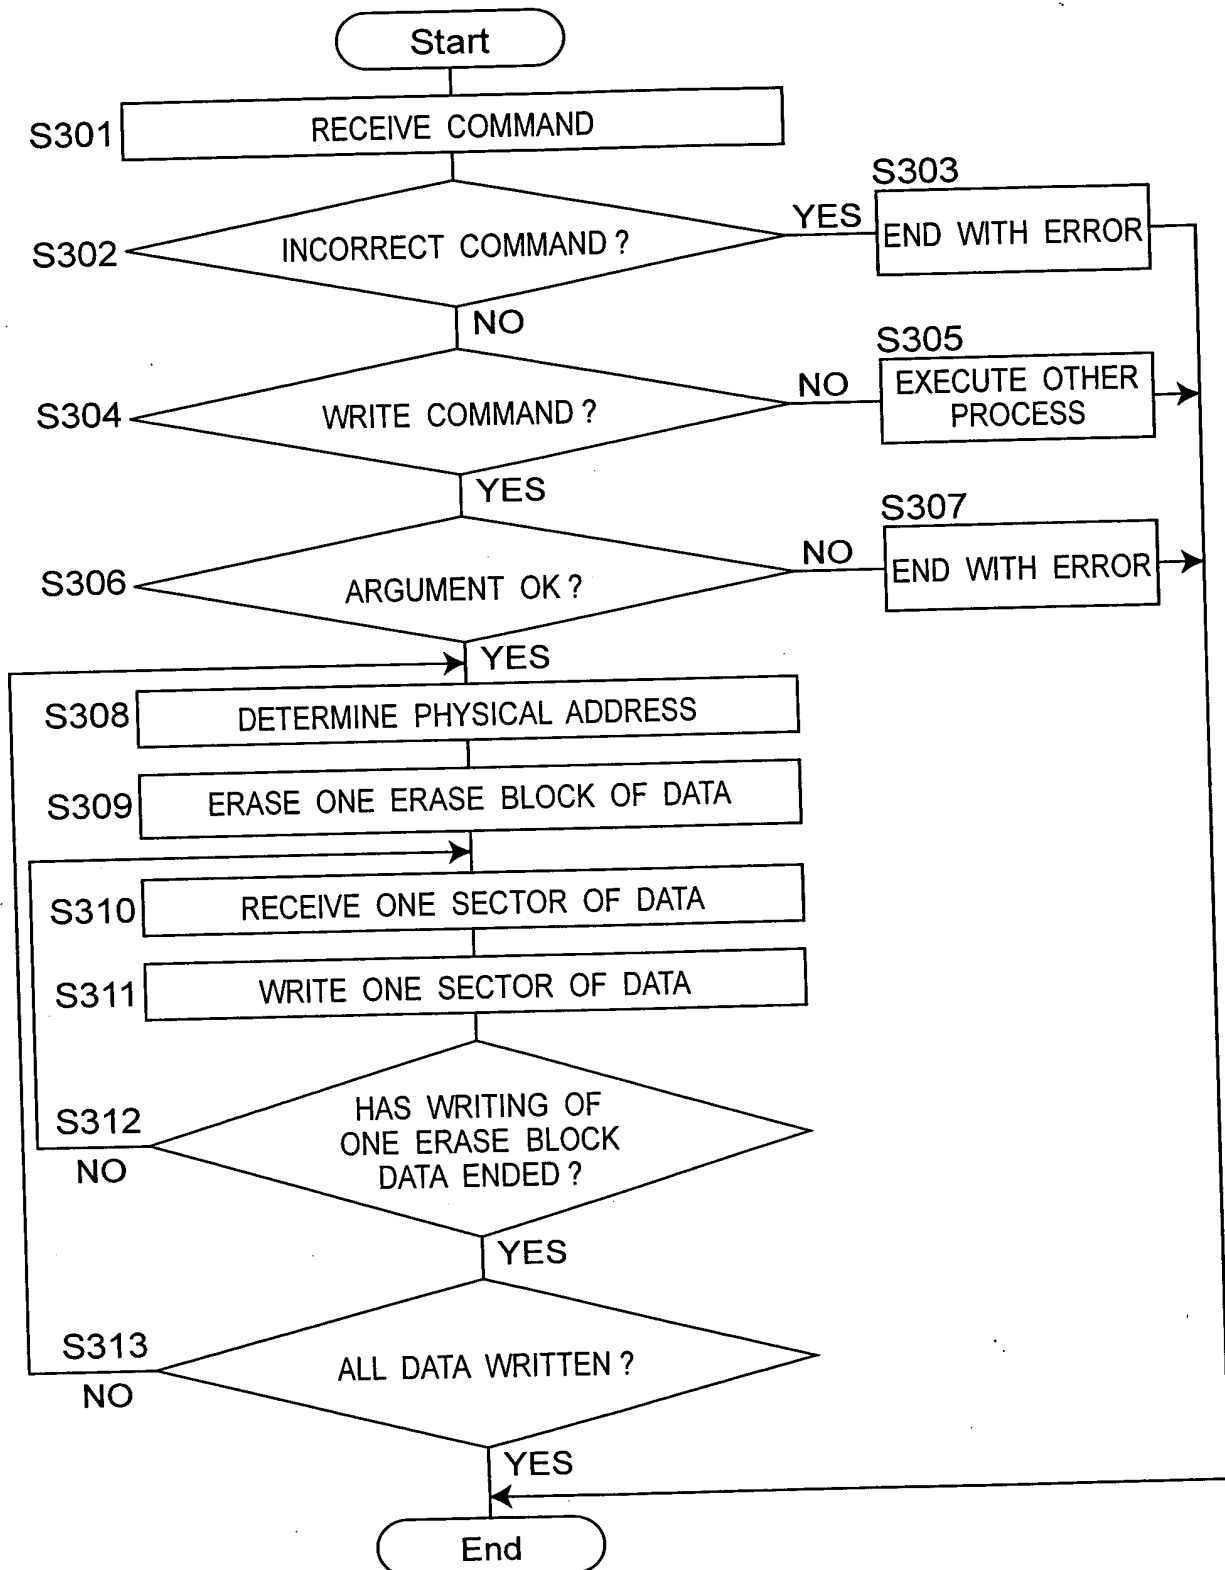 Start
S301
RECEIVE COMMAND
S302
INCORRECT COMMAND?
YES
S303
END WITH ERROR
NO
S304
WRITE COMMAND?
NO
S305
EXECUTE OTHER
PROCESS
YES
S306
ARGUMENT OK?
NO
S307
END WITH ERROR
YES
S308
DETERMINE PHYSICAL ADDRESS
S309
ERASE ONE ERASE BLOCK OF DATA
S310
RECEIVE ONE SECTOR OF DATA
S311
WRITE ONE SECTOR OF DATA
S312
NO
HAS WRITING OF
ONE ERASE BLOCK
DATA ENDED?
YES
S313
NO
ALL DATA WRITTEN?
YES
End